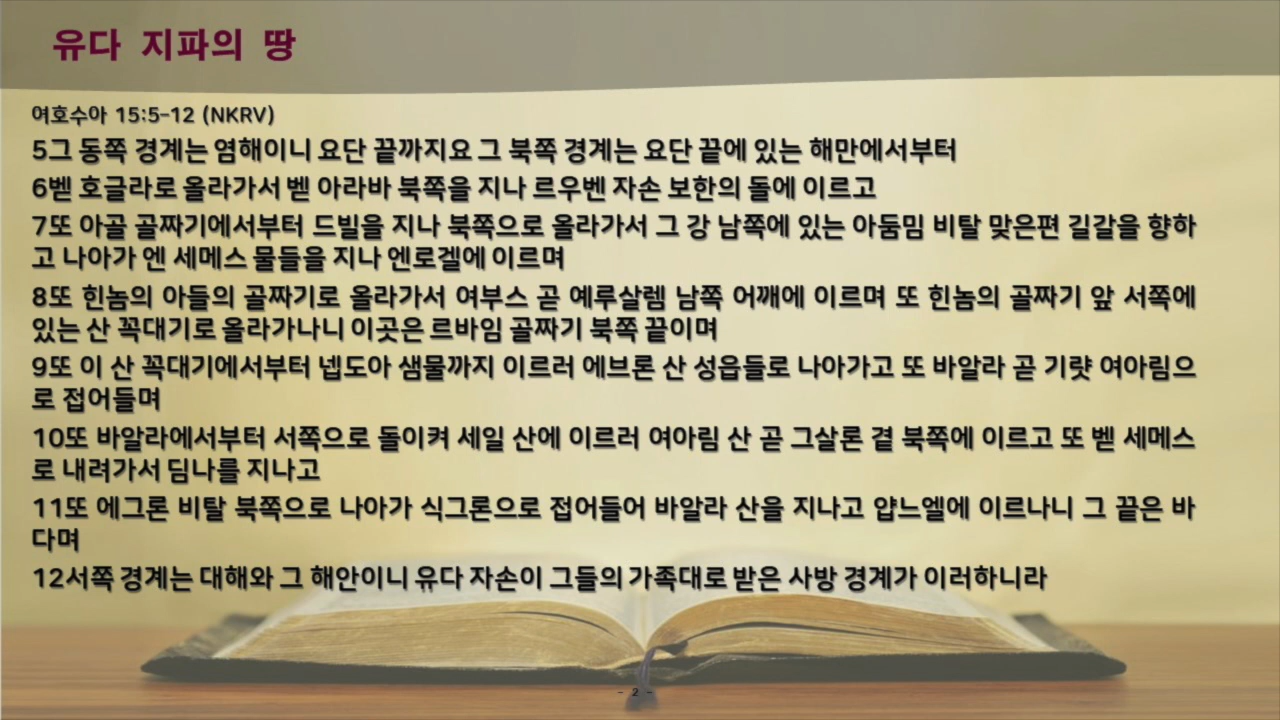 유다 지파의 땅
여호수아 15:5-12 (NKRV)
5그 동쪽 경계는 염해이니 요단 끝까지요 그 북쪽 경계는 요단 끝에 있는 해만에서부터
6벧 호글라로 올라가서 벧 아라바 북쪽을 지나 르우벤 자손 보한의 돌에 이르고
7또 아골 골짜기에서부터 드빌을 지나 북쪽으로 올라가서 그 강 남쪽에 있는 아둠밈 비탈 맞은편 길갈을 향하
고 나아가 엔 세메스 물들을 지나 엔로겔에 이르며
8또 힌놈의 아들의 골짜기로 올라가서 여부스 곧 예루살렘 남쪽 어깨에 이르며 또 힌놈의 골짜기 앞 서쪽에
있는 산 꼭대기로 올라가나니 이곳은 르바임 골짜기 북쪽 끝이며
9또 이 산 꼭대기에서부터 넵도아 샘물까지 이르러 에브론 산 성읍들로 나아가고 또 바알라 곧 기럇 여아림으
로 접어들며
10또 바알라에서부터 서쪽으로 돌이켜 세일 산에 이르러 여아림 산 곧 그살론 곁 북쪽에 이르고 또 벧 세메스
로 내려가서 딤나를 지나고
11또 에그론 비탈 북쪽으로 나아가 식그론으로 접어들어 바알라 산을 지나고 얍느엘에 이르나니 그 끝은 바
다며
12서쪽 경계는 대해와 그 해안이니 유다 자손이 그들의 가족대로 받은 사방 경계가 이러하니라
- 2 -